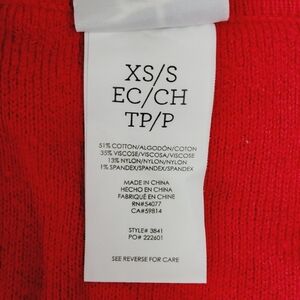 XS/S
EC/CH
TP/P
51% COTTON/ALGODÓN/COTON
35% VISCOSE/VISCOSA/VISCOSE
13% NYLON/NYLON/NYLON
1% SPANDEX/SPANDEX/SPANDEX
MADE IN CHINA
HECHO EN CHINA
FABRIQUÉ EN CHINE
RN#54077
CA#59814
STYLE# 3841
PO# 222601
SEE REVERSE FOR CARE